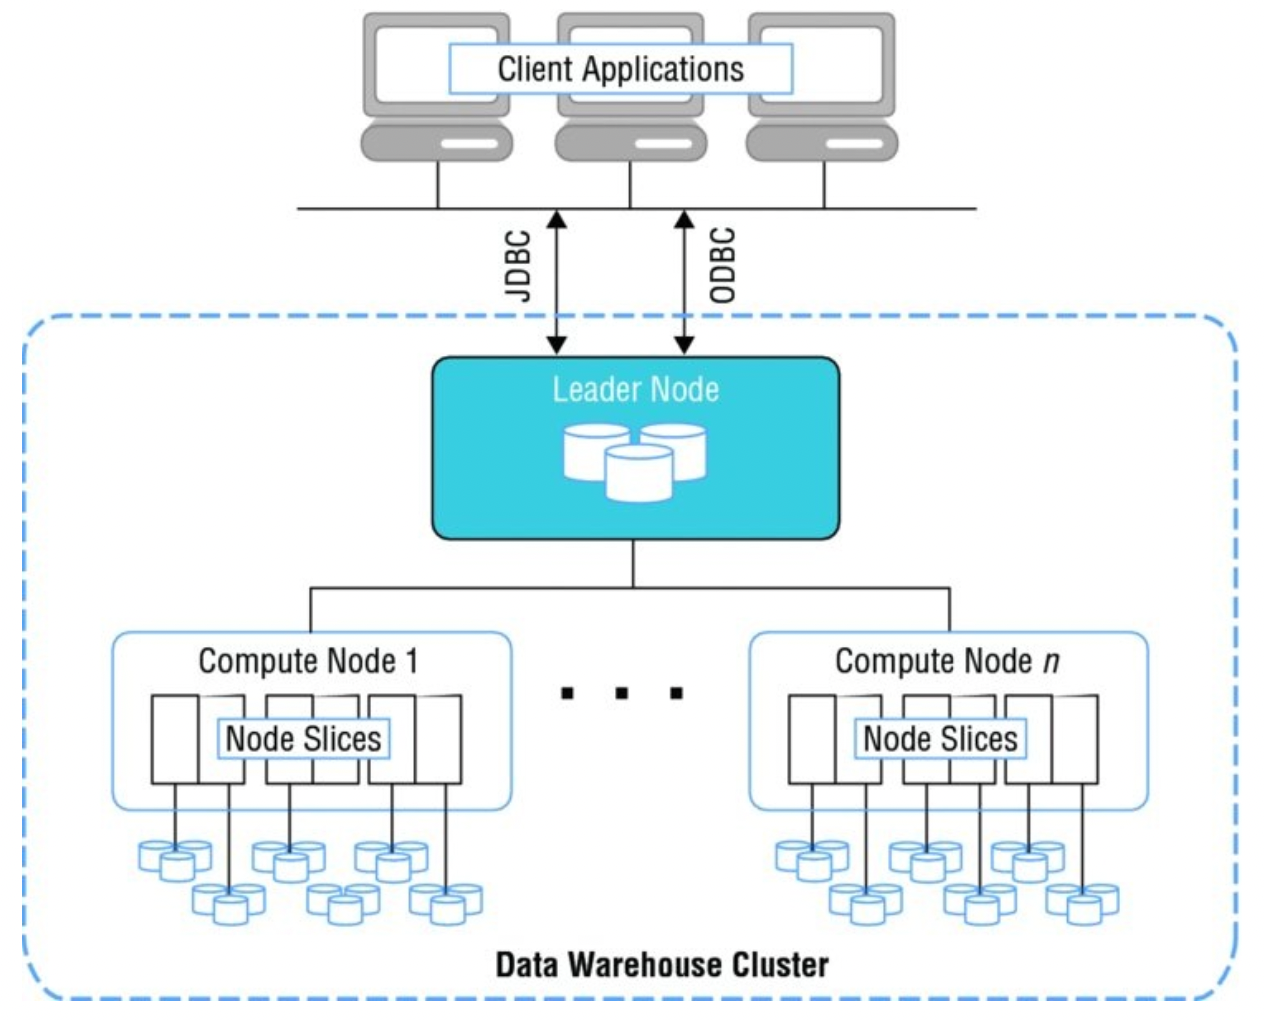 Client Applications
JDBC
ODBC
Leader Node
Compute Node 1
Compute Node n
Node Slices
Node Slices
Data Warehouse Cluster